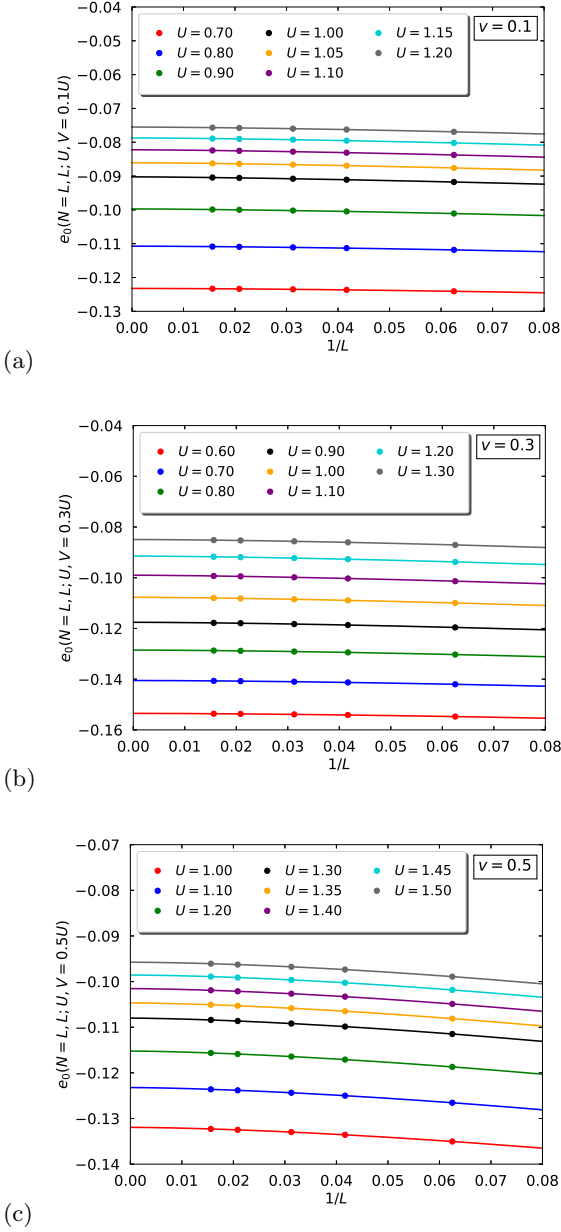 −0.04
−0.05
−0.06
−0.07
−0.08
−0.09
−0.10
−0.11
−0.12
−0.13
e₀(N = L, L; U, V = 0.1U)
U = 0.70
U = 0.80
U = 0.90
U = 1.00
U = 1.05
U = 1.10
U = 1.15
U = 1.20
v = 0.1
0.00 0.01 0.02 0.03 0.04 0.05 0.06 0.07 0.08
1/L
(a)
−0.04
−0.06
−0.08
−0.10
−0.12
−0.14
−0.16
e₀(N = L, L; U, V = 0.3U)
U = 0.60
U = 0.70
U = 0.80
U = 0.90
U = 1.00
U = 1.10
U = 1.20
U = 1.30
v = 0.3
0.00 0.01 0.02 0.03 0.04 0.05 0.06 0.07 0.08
1/L
(b)
−0.07
−0.08
−0.09
−0.10
−0.11
−0.12
−0.13
−0.14
e₀(N = L, L; U, V = 0.5U)
U = 1.00
U = 1.10
U = 1.20
U = 1.30
U = 1.35
U = 1.40
U = 1.45
U = 1.50
v = 0.5
0.00 0.01 0.02 0.03 0.04 0.05 0.06 0.07 0.08
1/L
(c)